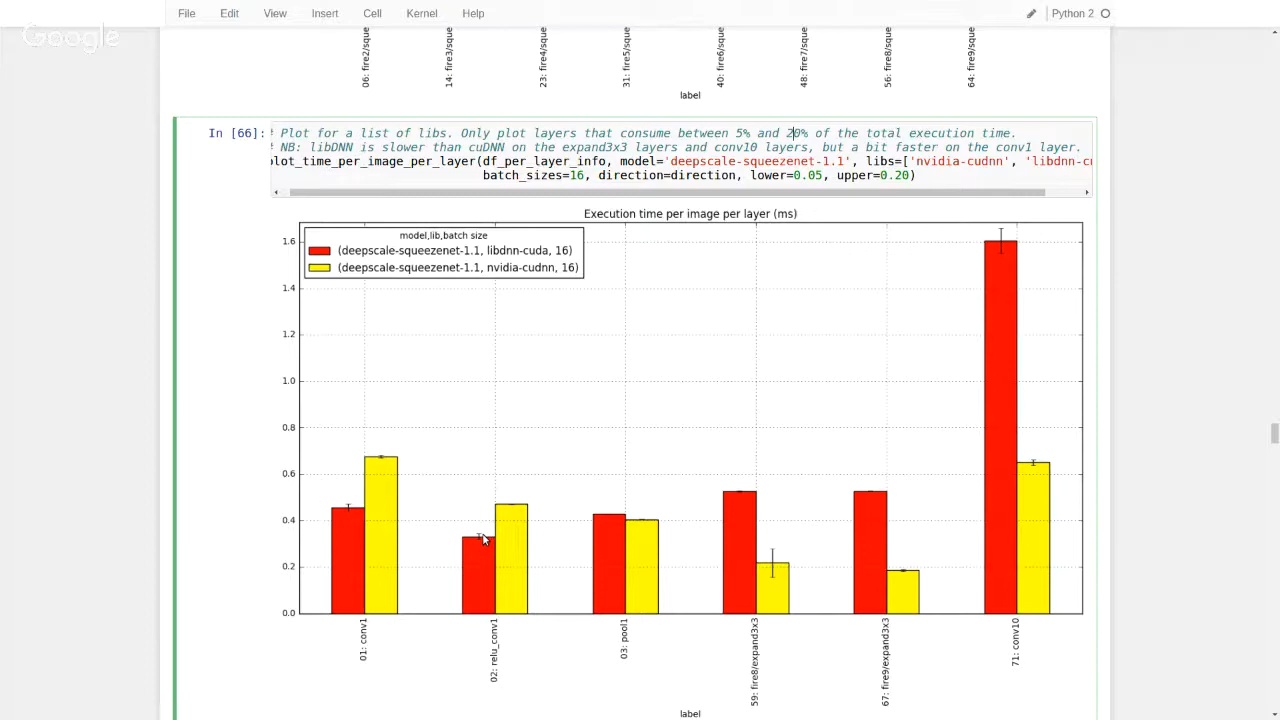 File Edit View Insert Cell Kernel Help Python 2
Google
06: fire2/sque
14: fire3/sque
23: fire4/sque
31: fire5/sque
40: fire6/sque
48: fire7/sque
56: fire8/sque
64: fire9/sque
label
In [66]: # Plot for a list of libs. Only plot layers that consume between 5% and 20% of the total execution time.
# NB: libDNN is slower than cuDNN on the expand3x3 layers and conv10 layers, but a bit faster on the conv1 layer.
plot_time_per_image_per_layer(df_per_layer_info, model='deepscale-squeezenet-1.1', libs=['nvidia-cudnn', 'libdnn-cu
batch_sizes=16, direction=direction, lower=0.05, upper=0.20)
Execution time per image per layer (ms)
model,lib,batch size
(deepscale-squeezenet-1.1, libdnn-cuda, 16)
(deepscale-squeezenet-1.1, nvidia-cudnn, 16)
1.6
1.4
1.2
1.0
0.8
0.6
0.4
0.2
0.0
01: conv1
02: relu_conv1
03: pool1
59: fire8/expand3x3
67: fire9/expand3x3
71: conv10
label